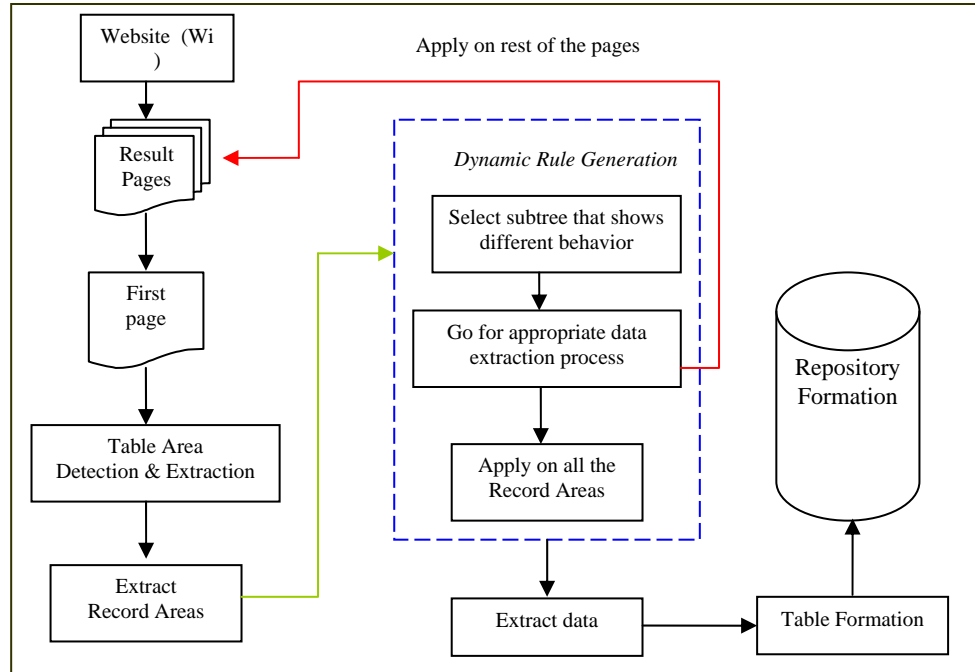 Website (Wi
)
Apply on rest of the pages
Result
Pages
Dynamic Rule Generation
Select subtree that shows
different behavior
First
page
Go for appropriate data
extraction process
Repository
Formation
Table Area
Detection & Extraction
Apply on all the
Record Areas
Extract
Record Areas
Extract data
Table Formation